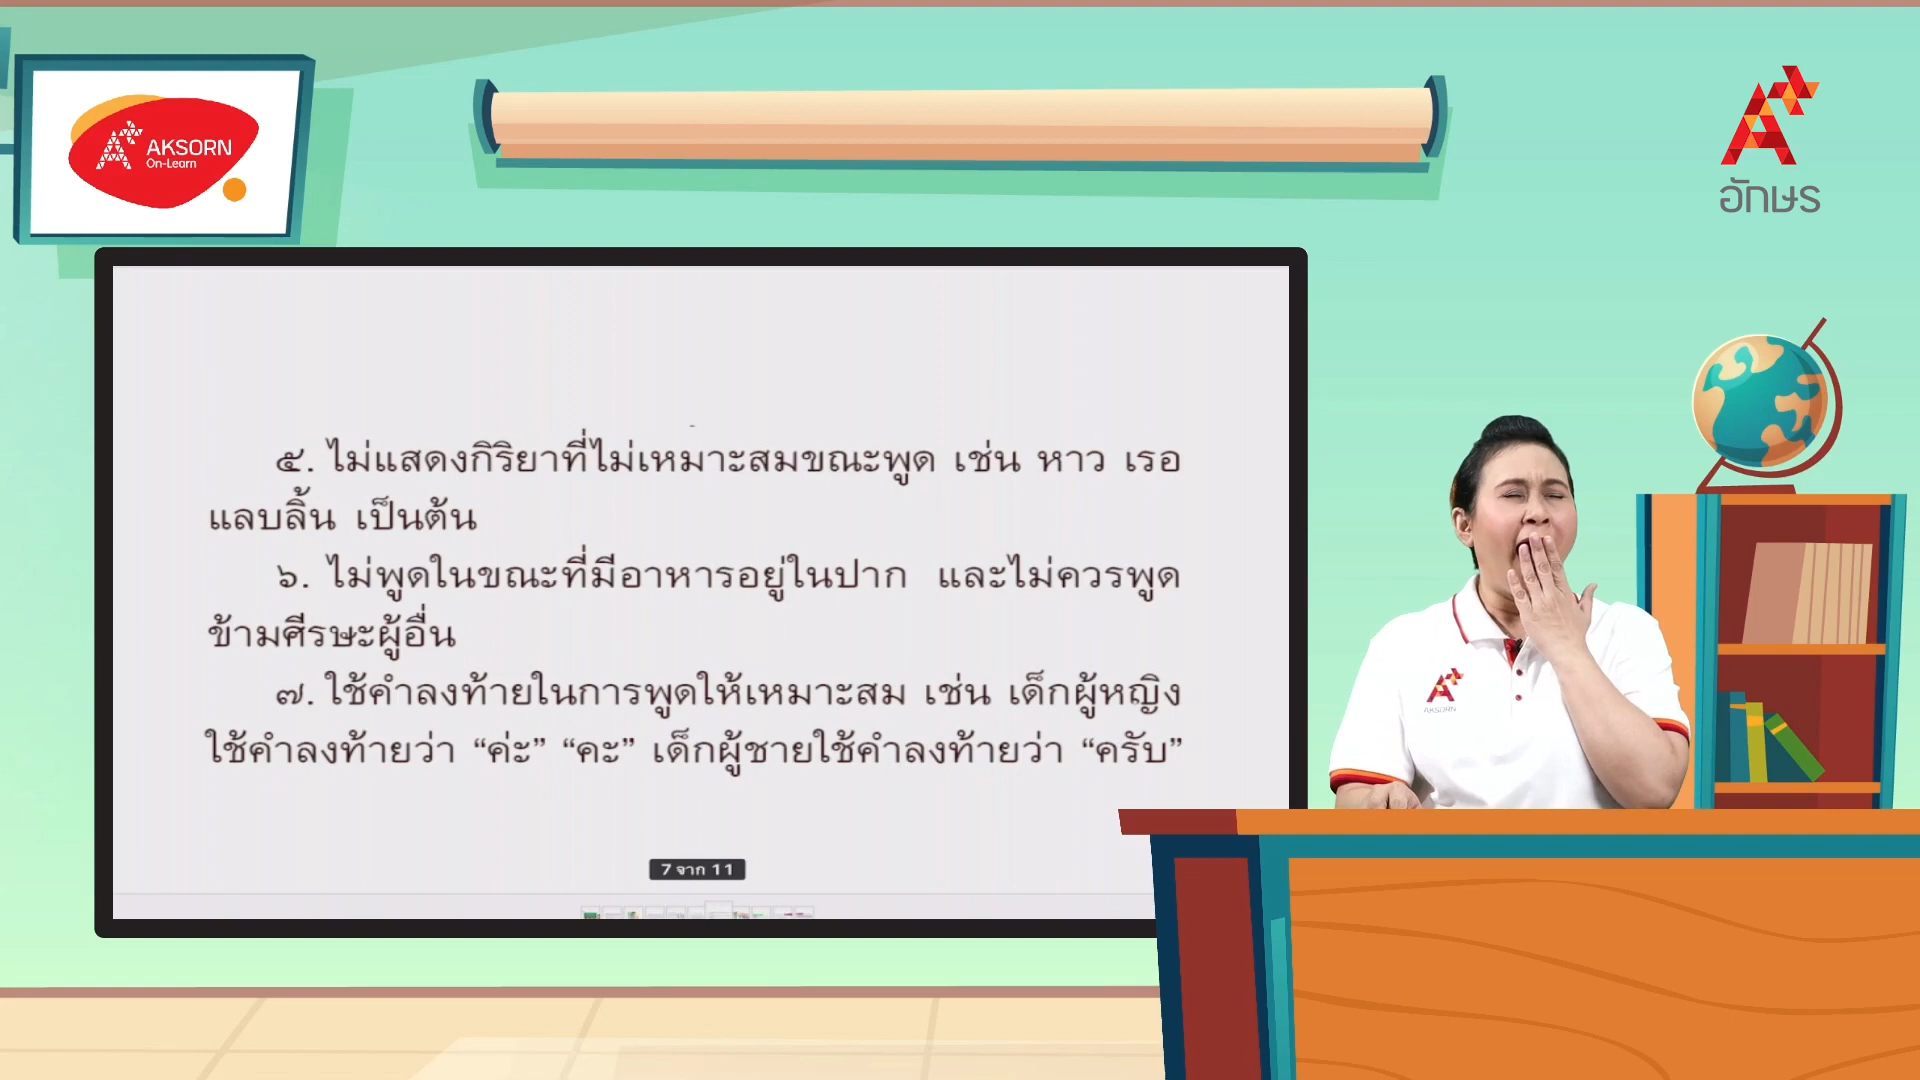 AKSORN
On-Learn
อักษร
๕. ไม่แสดงกิริยาที่ไม่เหมาะสมขณะพูด เช่น หาว เรอ
แลบลิ้น เป็นต้น
๖. ไม่พูดในขณะที่มีอาหารอยู่ในปาก และไม่ควรพูด
ข้ามศีรษะผู้อื่น
๗. ใช้คำลงท้ายในการพูดให้เหมาะสม เช่น เด็กผู้หญิง
ใช้คำลงท้ายว่า “ค่ะ” “คะ” เด็กผู้ชายใช้คำลงท้ายว่า “ครับ”
7 จาก 11
AKSORN